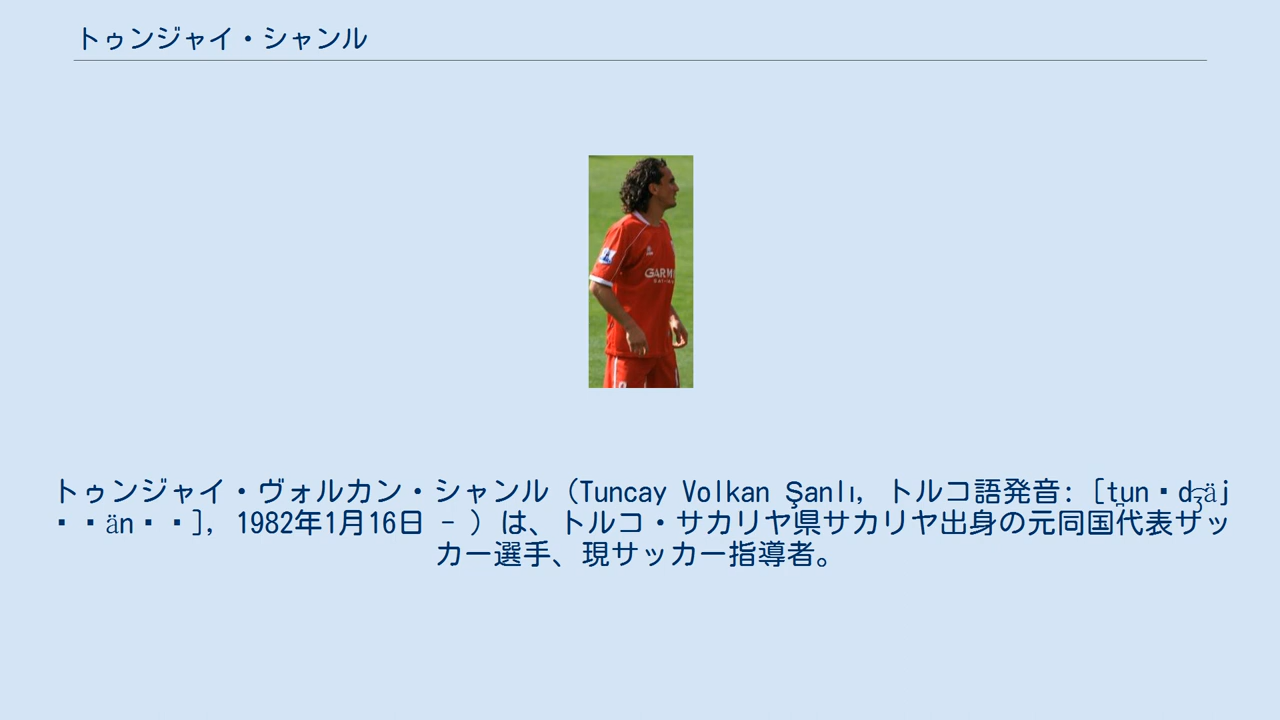 トゥンジャイ・シャンル
GARMI
トゥンジャイ・ヴォルカン・シャンル（Tuncay Volkan Şanlı, トルコ語発音: [t̪un·d͡ʒäj
··än··], 1982年1月16日 - ）は、トルコ・サカリヤ県サカリヤ出身の元同国代表サッ
カー選手、現サッカー指導者。